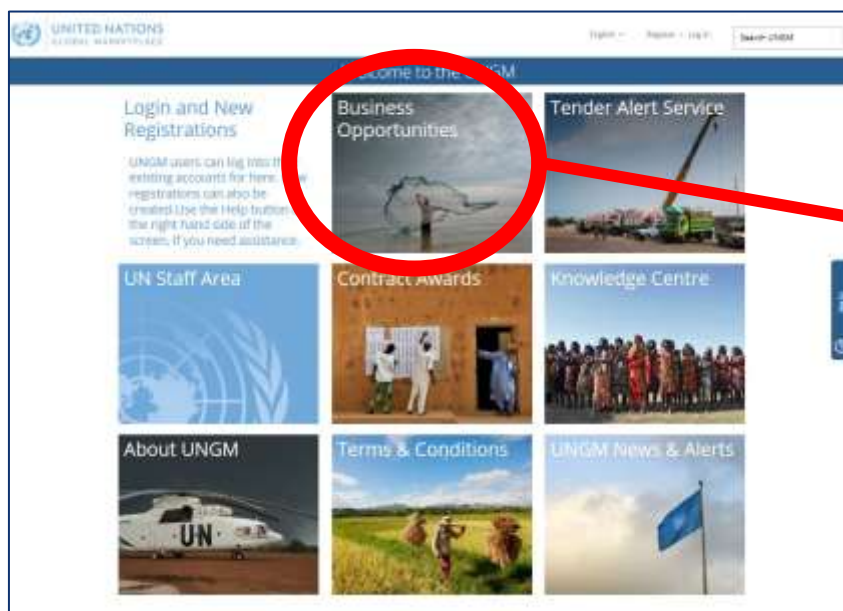 UNITED NATIONS
GLOBAL MARKETPLACE
English
Register
Log In
Search UNGM
come to the UNGM
Login and New
Registrations
UNGM users can log into
existing accounts for here.
registrations can also be
created Use the Help button
the right hand side of the
screen, if you need assistance.
Business
Opportunities
Tender Alert Service
UN Staff Area
Contract Awards
Knowledge Centre
About UNGM
UN
Terms & Conditions
UNGM News & Alerts